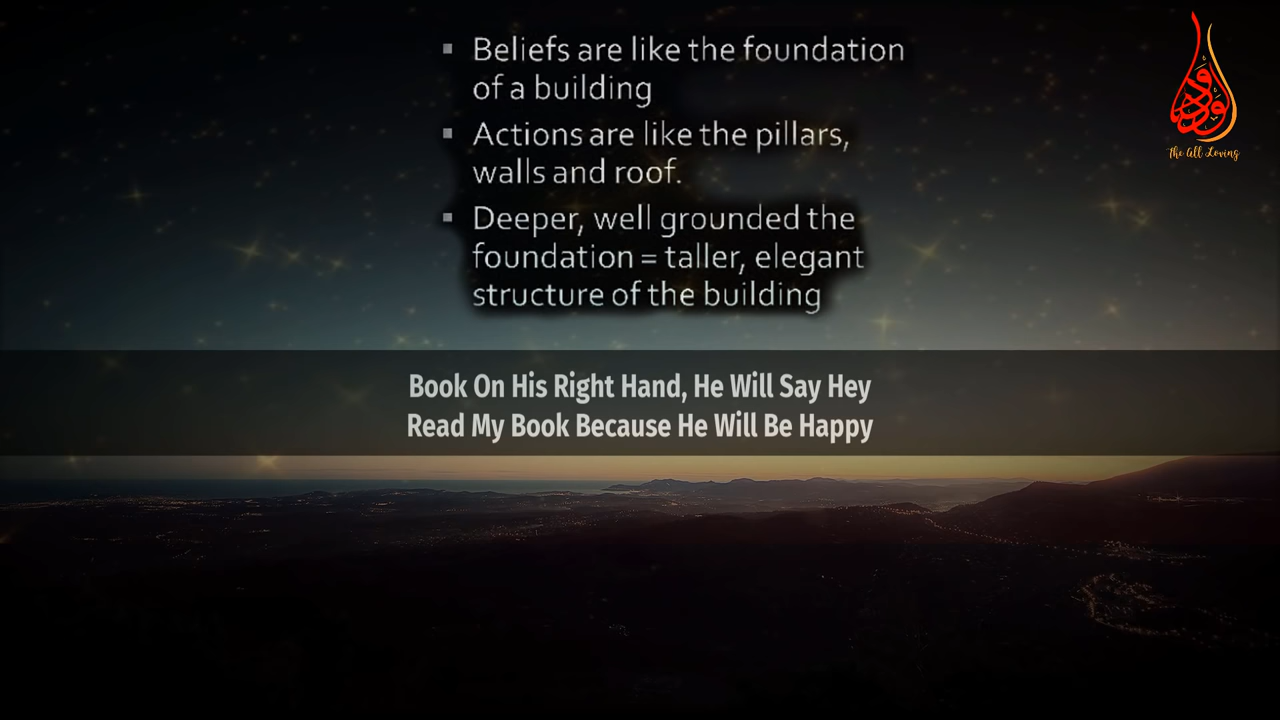 ▪ Beliefs are like the foundation
of a building
▪ Actions are like the pillars,
walls and roof.
▪ Deeper, well grounded the
foundation = taller, elegant
structure of the building
الودود
The All Loving
Book On His Right Hand, He Will Say Hey
Read My Book Because He Will Be Happy